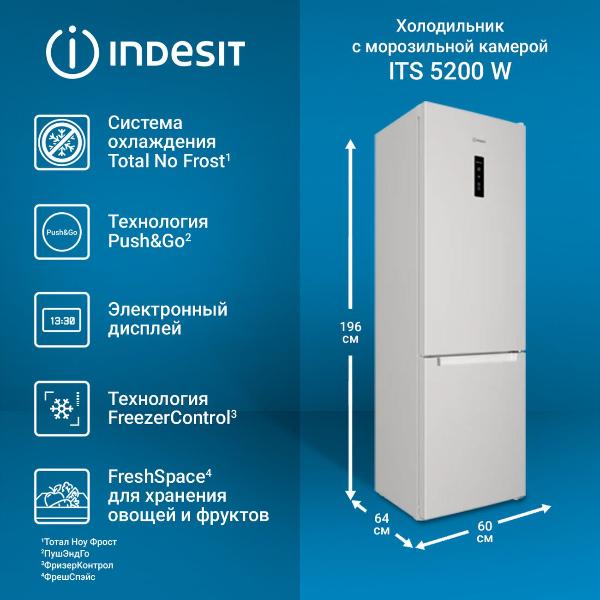 INDESIT
Система
охлаждения
Total No Frost¹
Push&Go
Технология
Push&Go²
13:30
Электронный
дисплей
Технология
FreezerControl³
FreshSpace⁴
для хранения
овощей и фруктов
¹Тотал Ноу Фрост
²ПушЭндГо
³ФризерКонтрол
⁴ФрешСпэйс
Холодильник
с морозильной камерой
ITS 5200 W
INDESIT
196
см
64
см
60
см